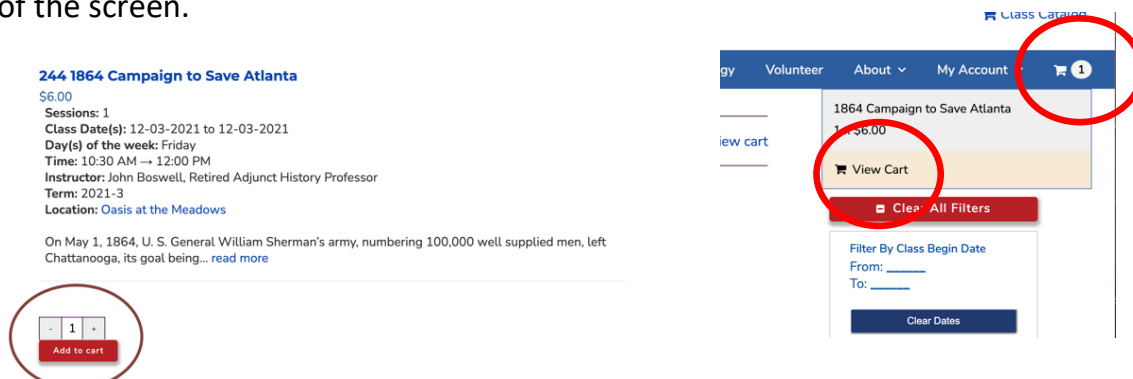 of the screen.
244 1864 Campaign to Save Atlanta
$6.00
Sessions: 1
Class Date(s): 12-03-2021 to 12-03-2021
Day(s) of the week: Friday
Time: 10:30 AM → 12:00 PM
Instructor: John Boswell, Retired Adjunct History Professor
Term: 2021-3
Location: Oasis at the Meadows
On May 1, 1864, U. S. General William Sherman's army, numbering 100,000 well supplied men, left
Chattanooga, its goal being... read more
- 1 +
Add to cart
Class Catalog
gy Volunteer About My Account 1
1864 Campaign to Save Atlanta
1 x $6.00
iew cart
View Cart
Clear All Filters
Filter By Class Begin Date
From: ______
To: ______
Clear Dates